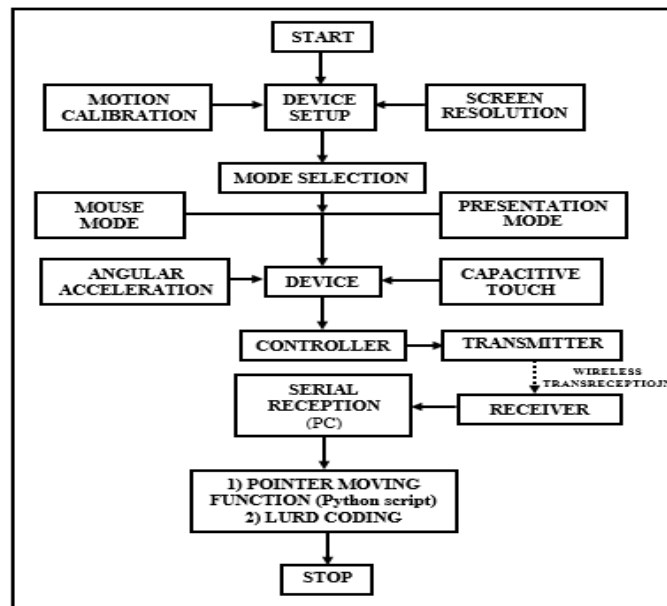 START
MOTION
CALIBRATION
DEVICE
SETUP
SCREEN
RESOLUTION
MODE SELECTION
MOUSE
MODE
PRESENTATION
MODE
ANGULAR
ACCELERATION
DEVICE
CAPACITIVE
TOUCH
CONTROLLER
TRANSMITTER
WIRELESS
TRANSRECEPTIOJN
SERIAL
RECEPTION
(PC)
RECEIVER
1) POINTER MOVING
FUNCTION (Python script)
2) LURD CODING
STOP